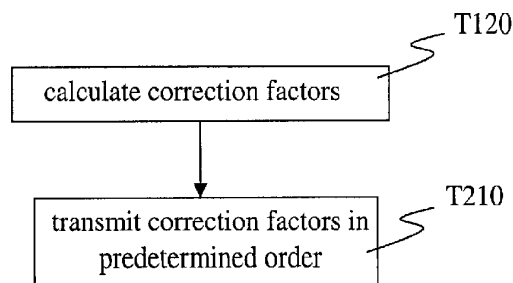 T120
calculate correction factors
T210
transmit correction factors in
predetermined order